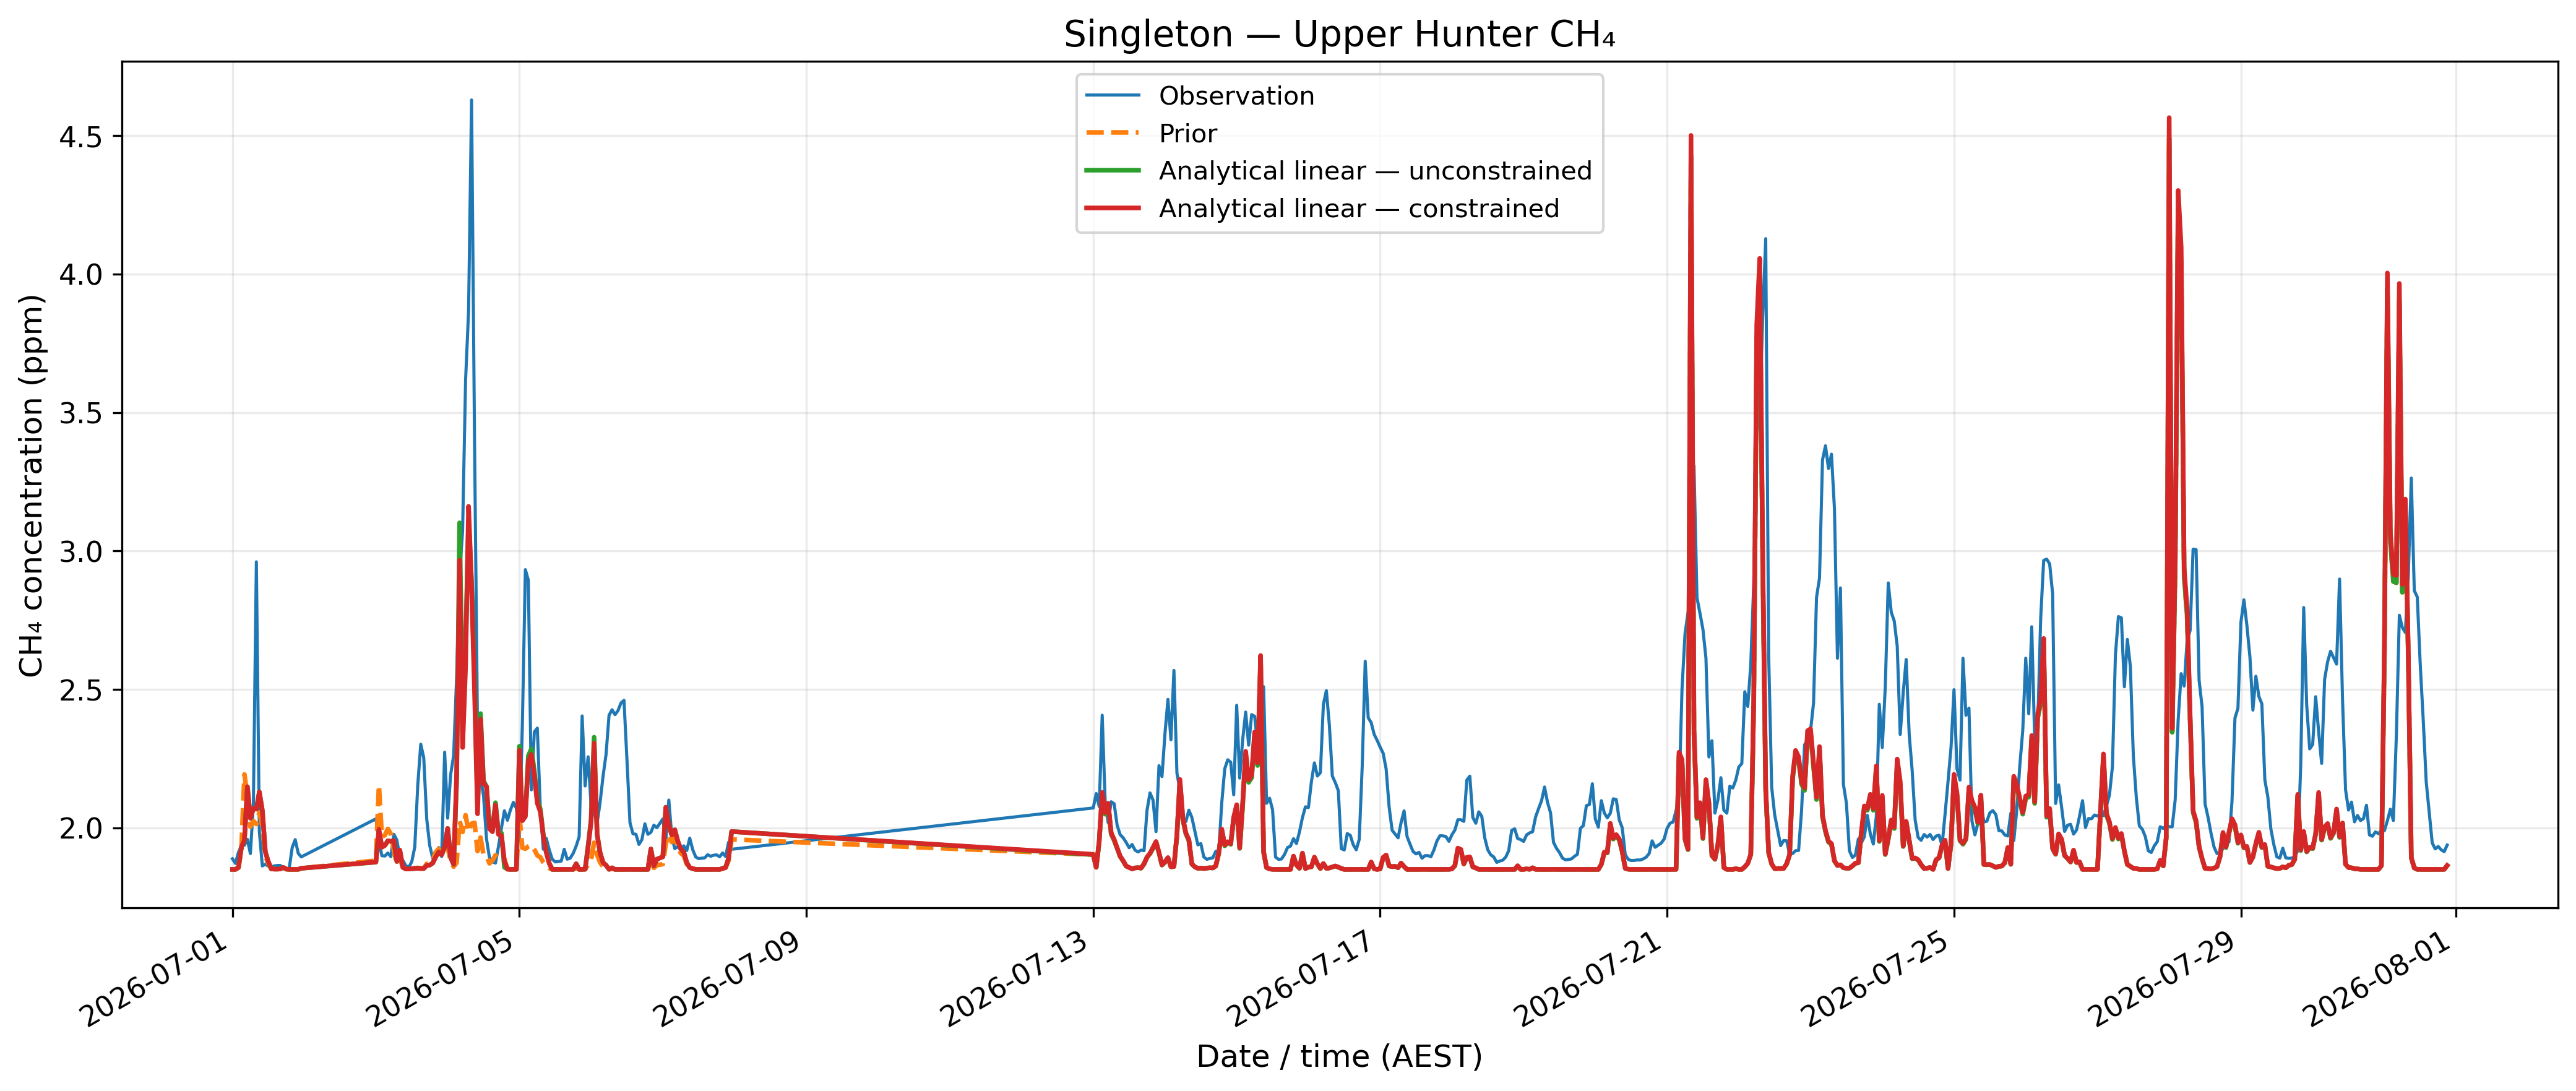 Singleton — Upper Hunter CH₄
Observation
Prior
Analytical linear — unconstrained
Analytical linear — constrained
CH₄ concentration (ppm)
4.5
4.0
3.5
3.0
2.5
2.0
2026-07-01
2026-07-05
2026-07-09
2026-07-13
2026-07-17
2026-07-21
2026-07-25
2026-07-29
2026-08-01
Date / time (AEST)